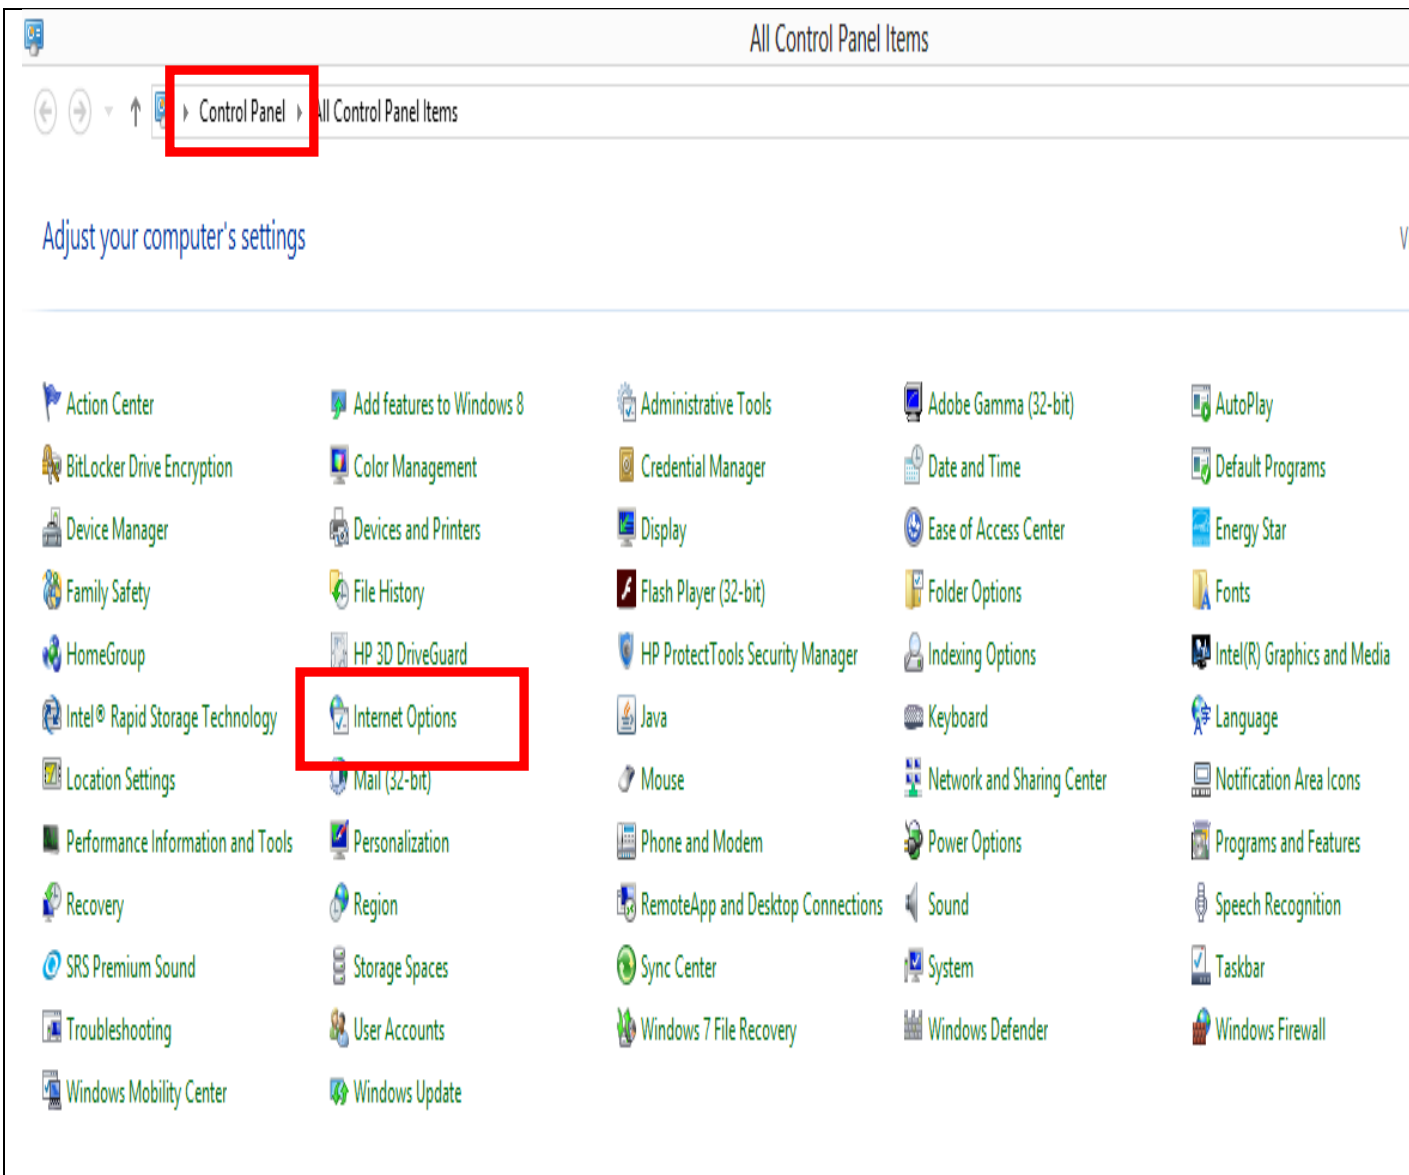 All Control Panel Items
Control Panel All Control Panel Items
Adjust your computer's settings
Action Center Add features to Windows 8 Administrative Tools Adobe Gamma (32-bit) AutoPlay
BitLocker Drive Encryption Color Management Credential Manager Date and Time Default Programs
Device Manager Devices and Printers Display Ease of Access Center Energy Star
Family Safety File History Flash Player (32-bit) Folder Options Fonts
HomeGroup HP 3D DriveGuard HP ProtectTools Security Manager Indexing Options Intel(R) Graphics and Media
Intel® Rapid Storage Technology Internet Options Java Keyboard Language
Location Settings Mail (32-bit) Mouse Network and Sharing Center Notification Area Icons
Performance Information and Tools Personalization Phone and Modem Power Options Programs and Features
Recovery Region RemoteApp and Desktop Connections Sound Speech Recognition
SRS Premium Sound Storage Spaces Sync Center System Taskbar
Troubleshooting User Accounts Windows 7 File Recovery Windows Defender Windows Firewall
Windows Mobility Center Windows Update